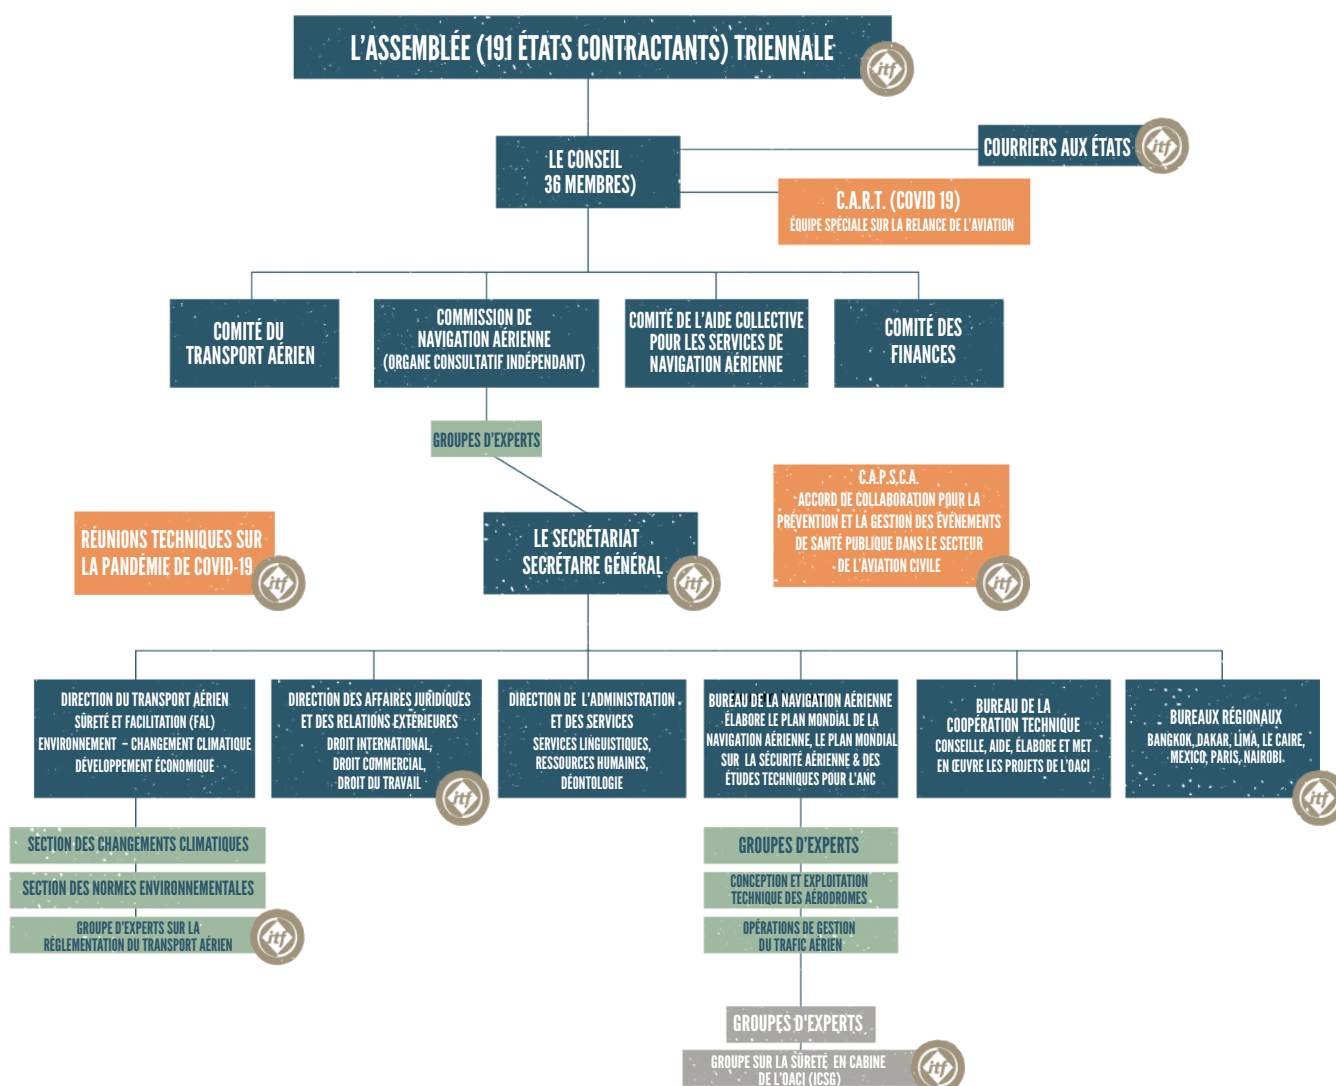 L'ASSEMBLÉE (191 ÉTATS CONTRACTANTS) TRIENNALE
itf
LE CONSEIL
36 MEMBRES)
COURRIERS AUX ÉTATS
itf
C.A.R.T. (COVID 19)
ÉQUIPE SPÉCIALE SUR LA RELANCE DE L'AVIATION
COMITÉ DU
TRANSPORT AÉRIEN
COMMISSION DE
NAVIGATION AÉRIENNE
(ORGANE CONSULTATIF INDÉPENDANT)
COMITÉ DE L'AIDE COLLECTIVE
POUR LES SERVICES DE
NAVIGATION AÉRIENNE
COMITÉ DES
FINANCES
GROUPES D'EXPERTS
RÉUNIONS TECHNIQUES SUR
LA PANDÉMIE DE COVID-19
itf
LE SECRÉTARIAT
SECRÉTAIRE GÉNÉRAL
itf
C.A.P.S.C.A.
ACCORD DE COLLABORATION POUR LA
PRÉVENTION ET LA GESTION DES ÉVÉNEMENTS
DE SANTÉ PUBLIQUE DANS LE SECTEUR
DE L'AVIATION CIVILE
itf
DIRECTION DU TRANSPORT AÉRIEN
SÛRETÉ ET FACILITATION (FAL)
ENVIRONNEMENT – CHANGEMENT CLIMATIQUE
DÉVELOPPEMENT ÉCONOMIQUE
DIRECTION DES AFFAIRES JURIDIQUES
ET DES RELATIONS EXTÉRIEURES
DROIT INTERNATIONAL,
DROIT COMMERCIAL,
DROIT DU TRAVAIL
itf
DIRECTION DE L'ADMINISTRATION
ET DES SERVICES
SERVICES LINGUISTIQUES,
RESSOURCES HUMAINES,
DÉONTOLOGIE
BUREAU DE LA NAVIGATION AÉRIENNE
ÉLABORE LE PLAN MONDIAL DE LA
NAVIGATION AÉRIENNE, LE PLAN MONDIAL
SUR LA SÉCURITÉ AÉRIENNE & DES
ÉTUDES TECHNIQUES POUR L'ANC
BUREAU DE LA
COOPÉRATION TECHNIQUE
CONSEILLE, AIDE, ÉLABORE ET MET
EN ŒUVRE LES PROJETS DE L'OACI
BUREAUX RÉGIONAUX
BANGKOK, DAKAR, LIMA, LE CAIRE,
MEXICO, PARIS, NAIROBI
itf
SECTION DES CHANGEMENTS CLIMATIQUES
SECTION DES NORMES ENVIRONNEMENTALES
GROUPE D'EXPERTS SUR LA
RÉGLEMENTATION DU TRANSPORT AÉRIEN
itf
GROUPES D'EXPERTS
CONCEPTION ET EXPLOITATION
TECHNIQUE DES AÉRODROMES
OPÉRATIONS DE GESTION
DU TRAFIC AÉRIEN
GROUPES D'EXPERTS
GROUPE SUR LA SÛRETÉ EN CABINE
DE L'OACI (ICSG)
itf